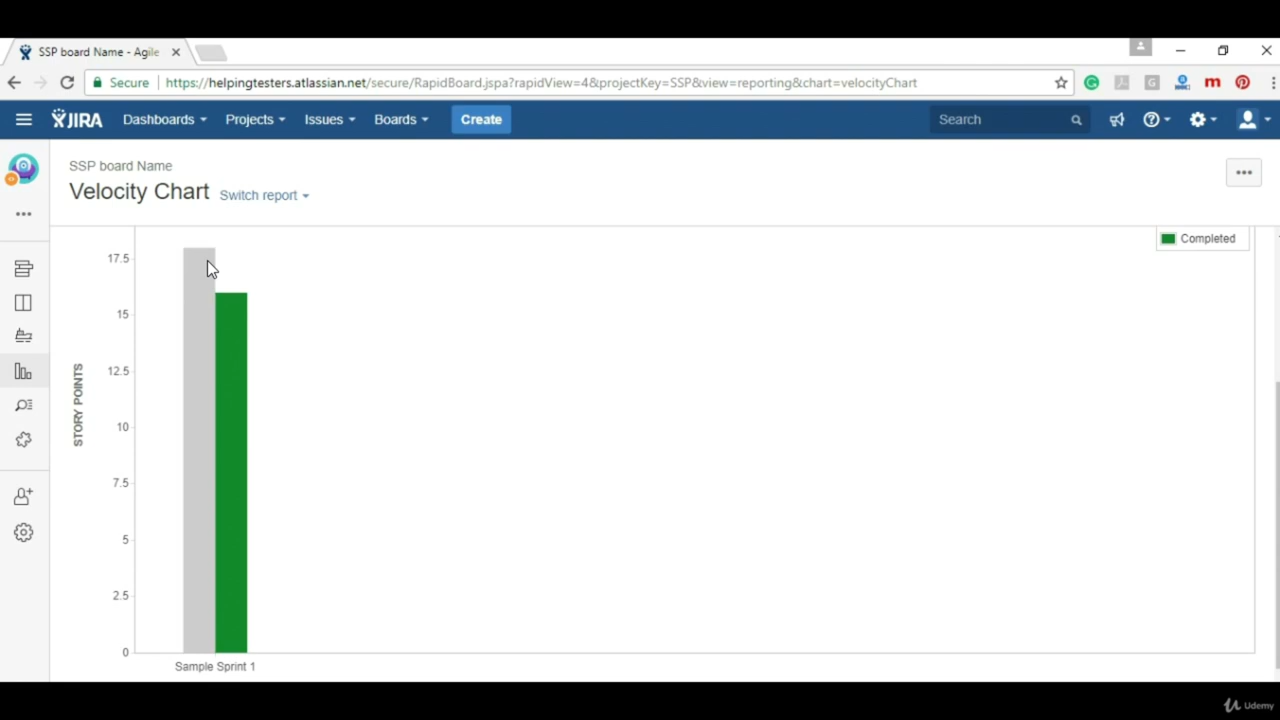 SSP board Name - Agile
Secure https://helpingtesters.atlassian.net/secure/RapidBoard.jspa?rapidView=4&projectKey=SSP&view=reporting&chart=velocityChart
JIRA Dashboards Projects Issues Boards Create Search
SSP board Name
Velocity Chart Switch report
Completed
17.5
15
12.5
10
7.5
5
2.5
0
STORY POINTS
Sample Sprint 1
Udemy